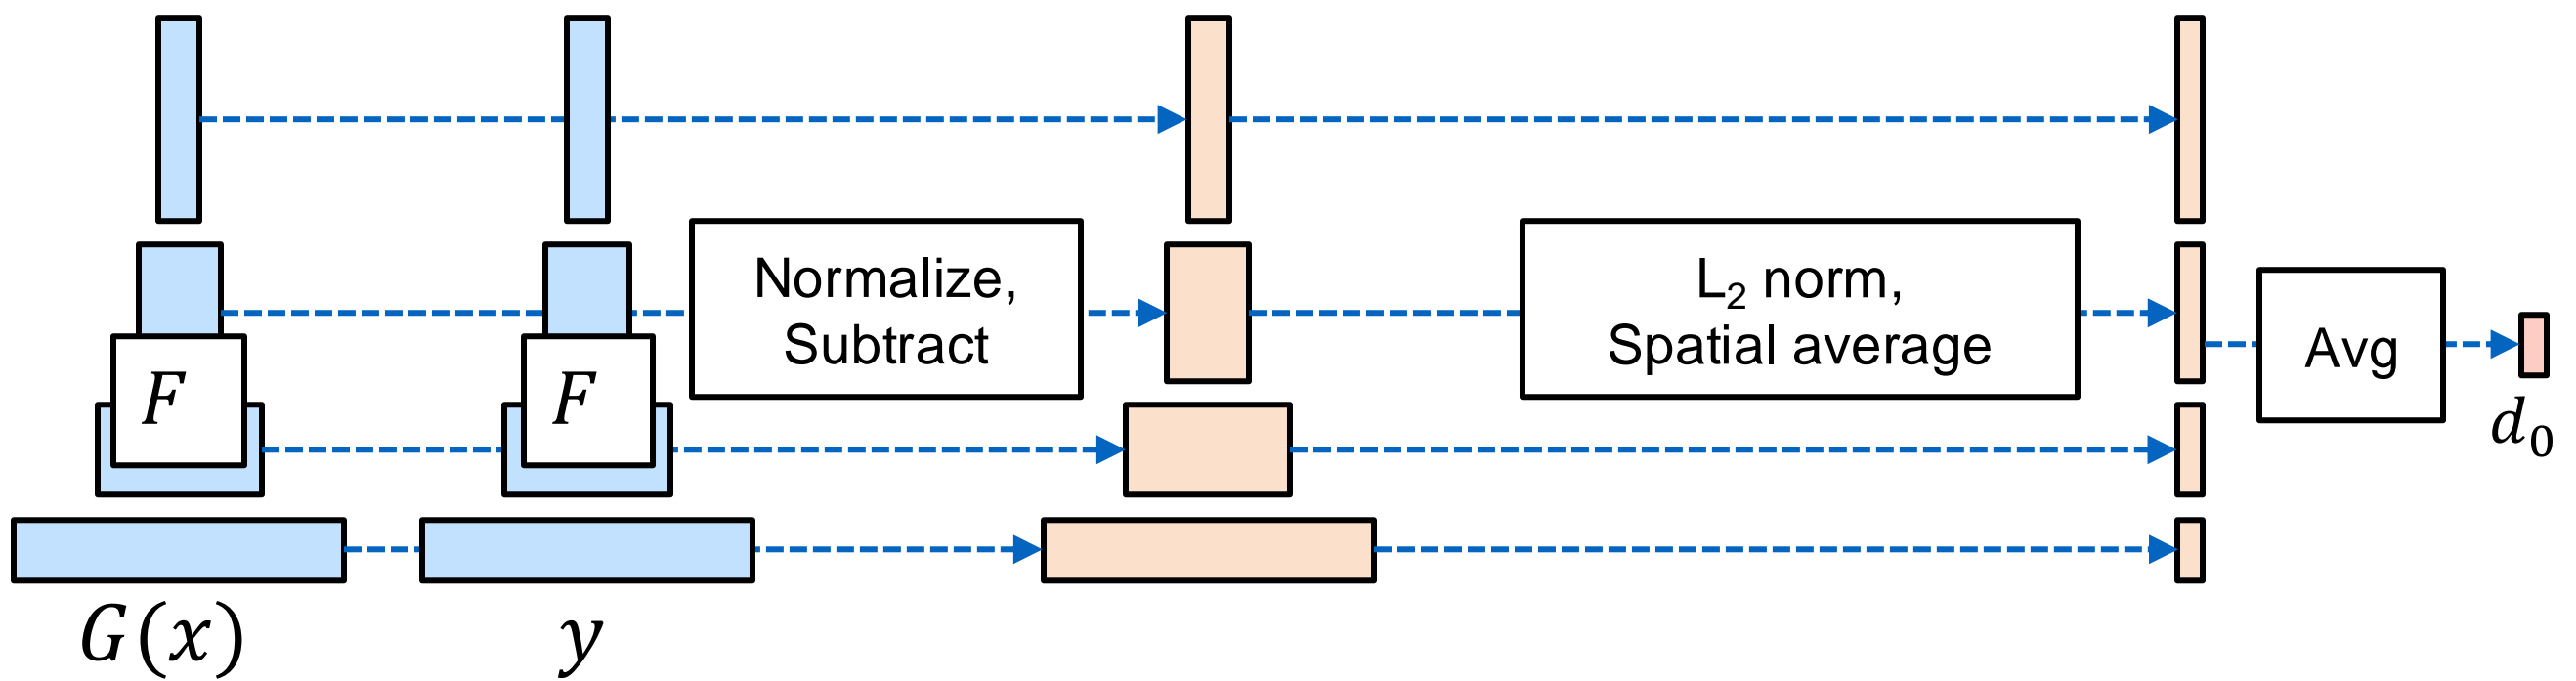 Normalize,
Subtract
L₂ norm,
Spatial average
F
F
Avg
d₀
G(x)
y